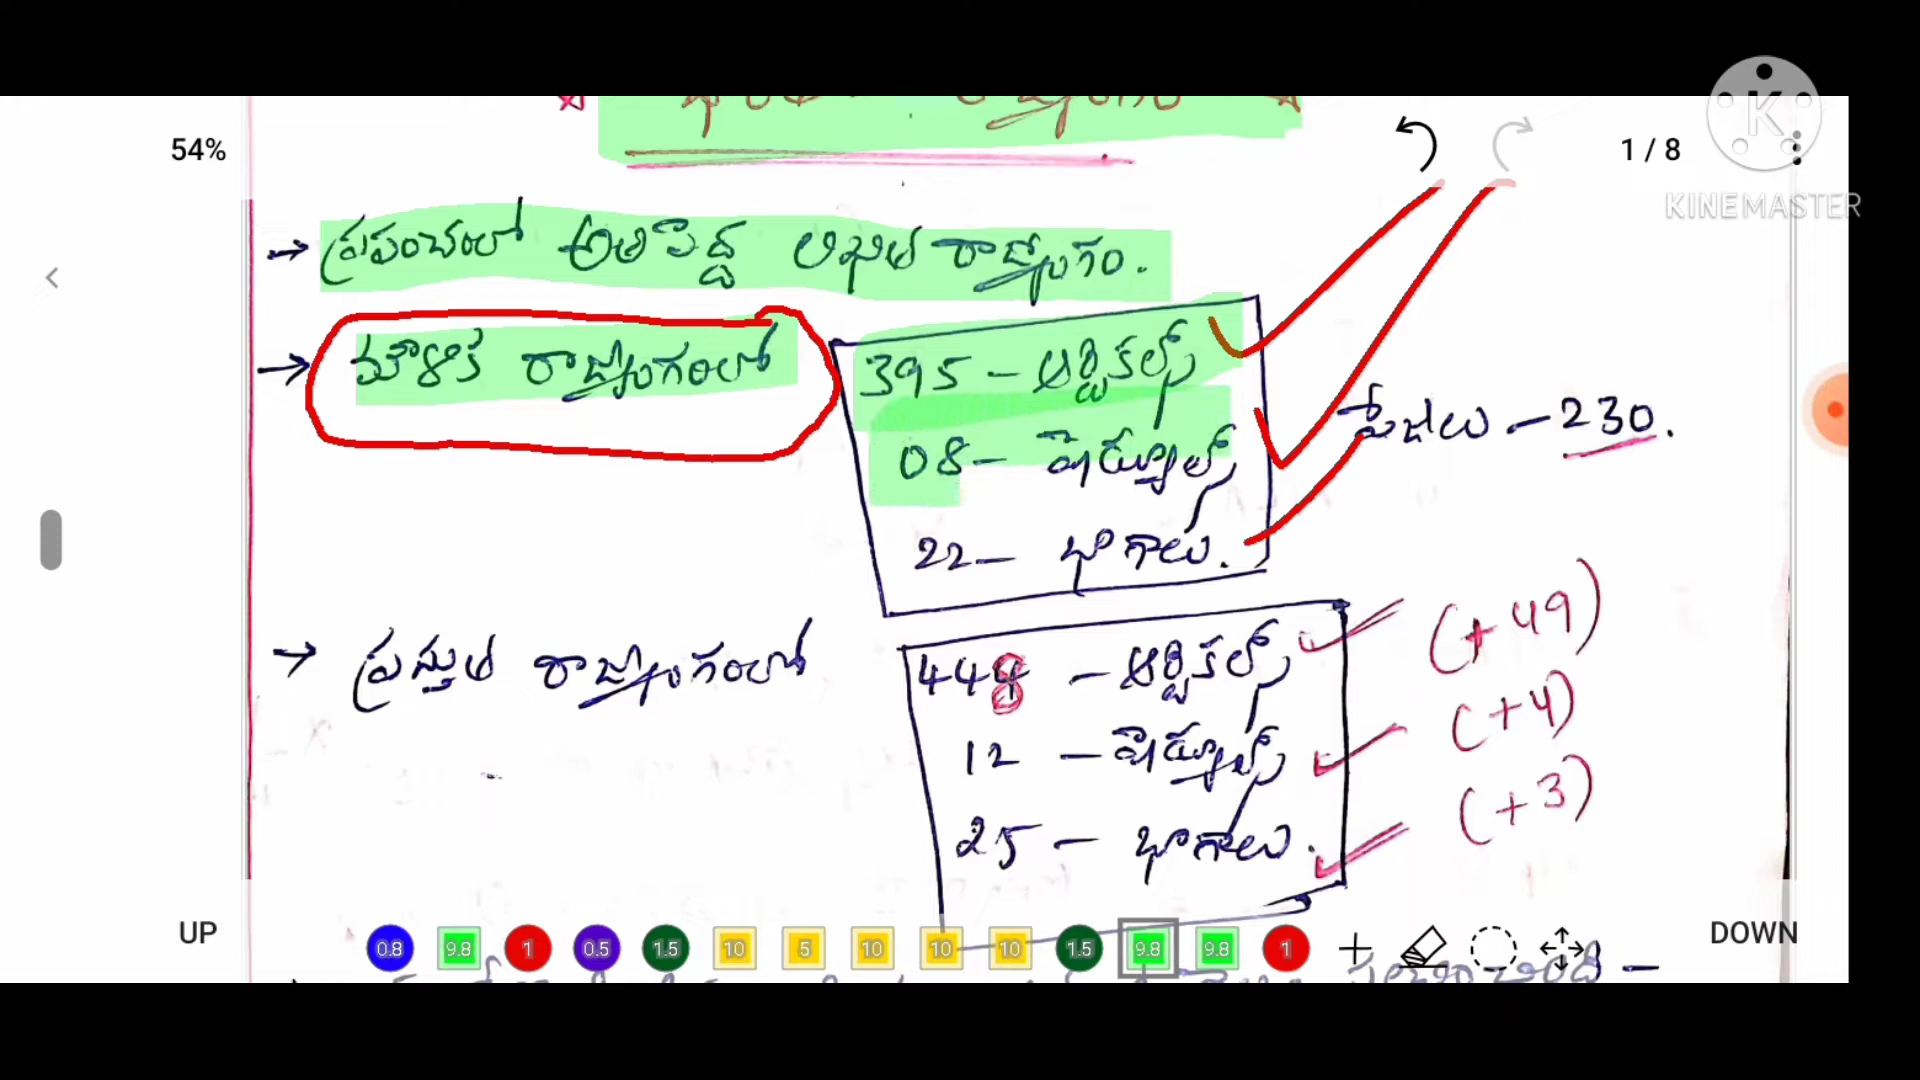 54%
1 / 8
KINEMASTER
→ ప్రపంచంలో అతిపెద్ద లిఖిత రాజ్యాంగం.
→ మౌళిక రాజ్యాంగంలో
395 – ఆర్టికల్స్
08 – షెడ్యూల్స్
22 – భాగాలు.
పేజీలు – 230.
→ ప్రస్తుత రాజ్యాంగంలో
448 – ఆర్టికల్స్ (+49)
12 – షెడ్యూల్స్ (+4)
25 – భాగాలు. (+3)
UP
DOWN
0.8 9.8 1 0.5 1.5 10 5 10 10 10 1.5 9.8 9.8 1